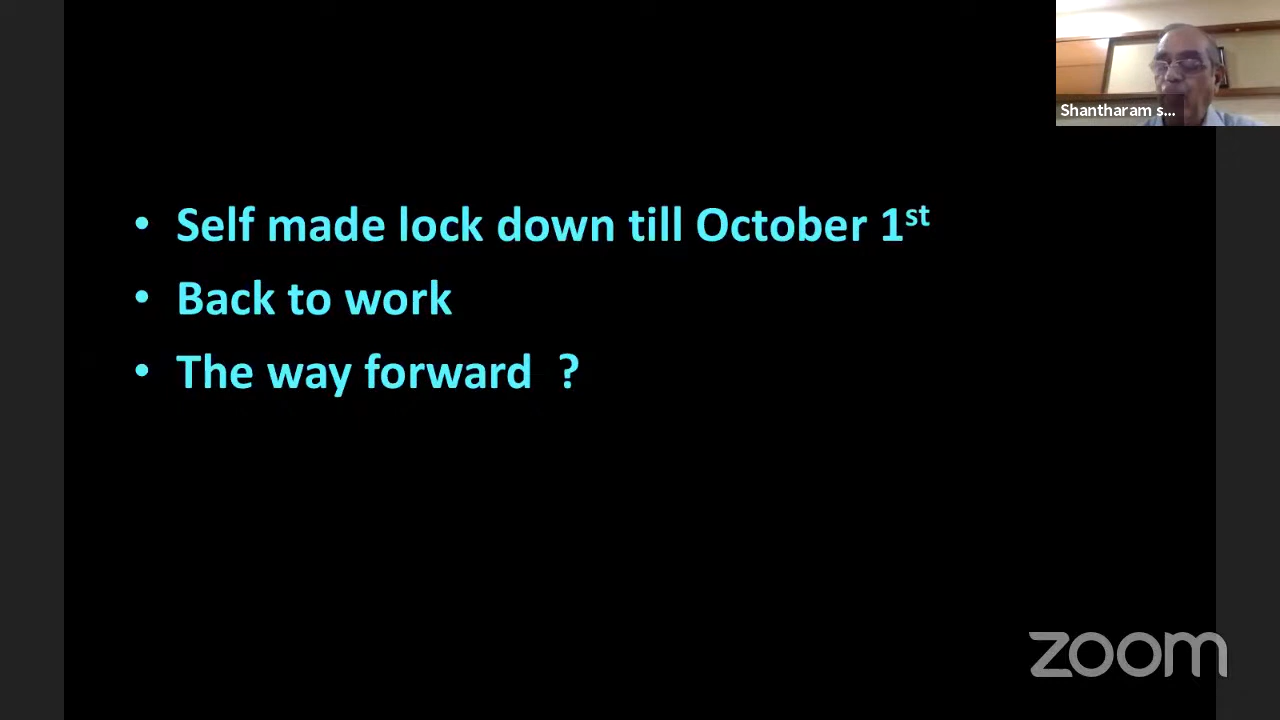 Shantharam s...
• Self made lock down till October 1st
• Back to work
• The way forward ?
zoom